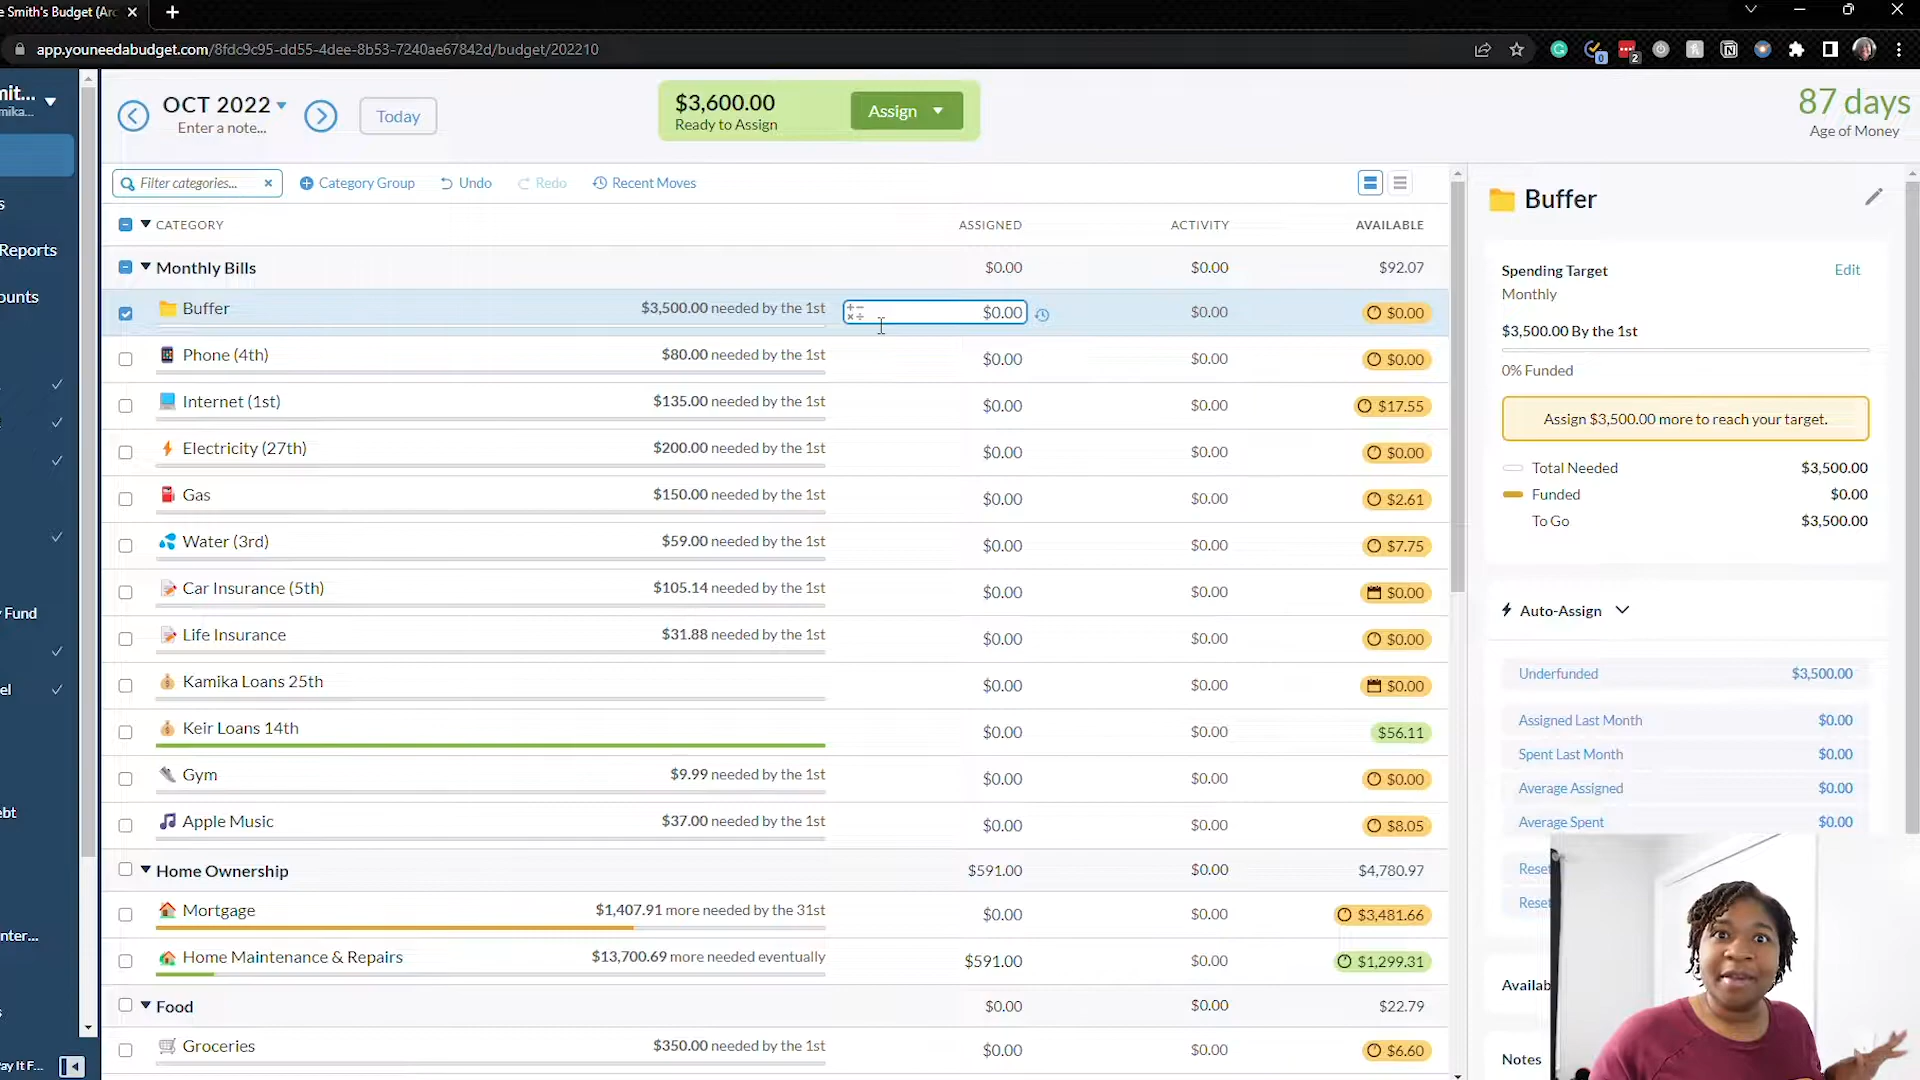 e Smith's Budget (Arc
app.youneedabudget.com/8fdc9c95-dd55-4dee-8b53-7240ae67842d/budget/202210
0
2
mit...
mika...
s
Reports
ounts
Fund
el
ebt
nter...
s
ay It F...
OCT 2022
Enter a note...
Today
$3,600.00
Ready to Assign
Assign
87 days
Age of Money
Filter categories...
Category Group
Undo
Redo
Recent Moves
CATEGORY ASSIGNED ACTIVITY AVAILABLE
Monthly Bills $0.00 $0.00 $92.07
Buffer $3,500.00 needed by the 1st $0.00 $0.00 $0.00
Phone (4th) $80.00 needed by the 1st $0.00 $0.00 $0.00
Internet (1st) $135.00 needed by the 1st $0.00 $0.00 $17.55
Electricity (27th) $200.00 needed by the 1st $0.00 $0.00 $0.00
Gas $150.00 needed by the 1st $0.00 $0.00 $2.61
Water (3rd) $59.00 needed by the 1st $0.00 $0.00 $7.75
Car Insurance (5th) $105.14 needed by the 1st $0.00 $0.00 $0.00
Life Insurance $31.88 needed by the 1st $0.00 $0.00 $0.00
Kamika Loans 25th $0.00 $0.00 $0.00
Keir Loans 14th $0.00 $0.00 $56.11
Gym $9.99 needed by the 1st $0.00 $0.00 $0.00
Apple Music $37.00 needed by the 1st $0.00 $0.00 $8.05
Home Ownership $591.00 $0.00 $4,780.97
Mortgage $1,407.91 more needed by the 31st $0.00 $0.00 $3,481.66
Home Maintenance & Repairs $13,700.69 more needed eventually $591.00 $0.00 $1,299.31
Food $0.00 $0.00 $22.79
Groceries $350.00 needed by the 1st $0.00 $0.00 $6.60
Buffer
Spending Target Edit
Monthly
$3,500.00 By the 1st
0% Funded
Assign $3,500.00 more to reach your target.
Total Needed $3,500.00
Funded $0.00
To Go $3,500.00
Auto-Assign
Underfunded $3,500.00
Assigned Last Month $0.00
Spent Last Month $0.00
Average Assigned $0.00
Average Spent $0.00
Reset
Reset
Availab
Notes